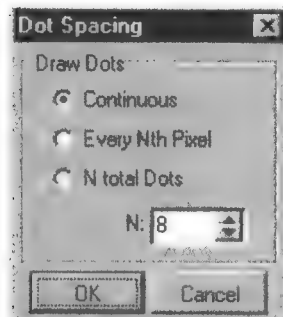 Dot Spacing
Draw Dots
Continuous
Every Nth Pixel
N total Dots
N: 8
OK Cancel